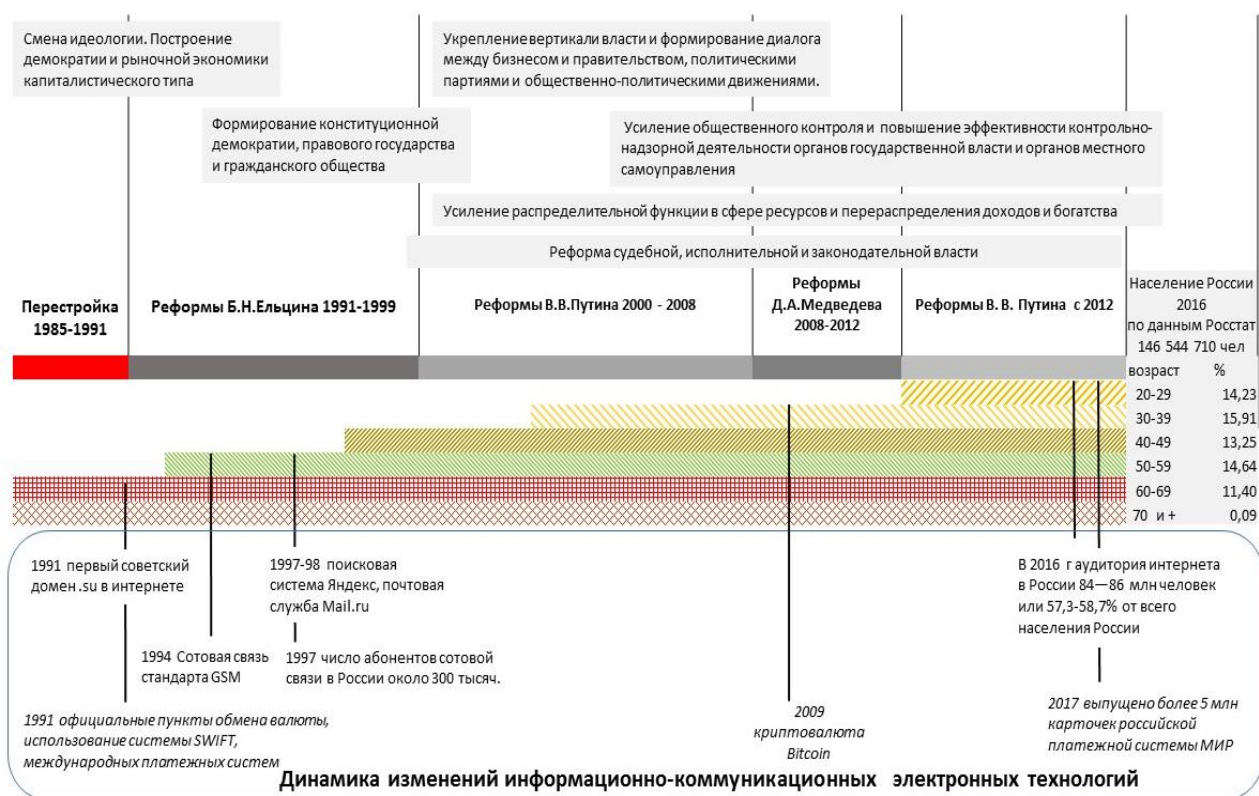 Смена идеологии. Построение
демократии и рыночной экономики
капиталистического типа
Укрепление вертикали власти и формирование диалога
между бизнесом и правительством, политическими
партиями и общественно-политическими движениями.
Формирование конституционной
демократии, правового государства
и гражданского общества
Усиление общественного контроля и повышение эффективности контрольно-
надзорной деятельности органов государственной власти и органов местного
самоуправления
Усиление распределительной функции в сфере ресурсов и перераспределения доходов и богатства
Реформа судебной, исполнительной и законодательной власти
Перестройка
1985-1991
Реформы Б.Н.Ельцина 1991-1999
Реформы В.В.Путина 2000 - 2008
Реформы
Д.А.Медведева
2008-2012
Реформы В. В. Путина с 2012
Население России
2016
по данным Росстат
146 544 710 чел
возраст %
20-29 14,23
30-39 15,91
40-49 13,25
50-59 14,64
60-69 11,40
70 и + 0,09
1991 первый советский
домен .su в интернете
1997-98 поисковая
система Яндекс, почтовая
служба Mail.ru
В 2016 г аудитория интернета
в России 84—86 млн человек
или 57,3-58,7% от всего
населения России
1994 Сотовая связь
стандарта GSM
1997 число абонентов сотовой
связи в России около 300 тысяч.
1991 официальные пункты обмена валюты,
использование системы SWIFT,
международных платежных систем
2009
криптовалюта
Bitcoin
2017 выпущено более 5 млн
карточек российской
платежной системы МИР
Динамика изменений информационно-коммуникационных электронных технологий